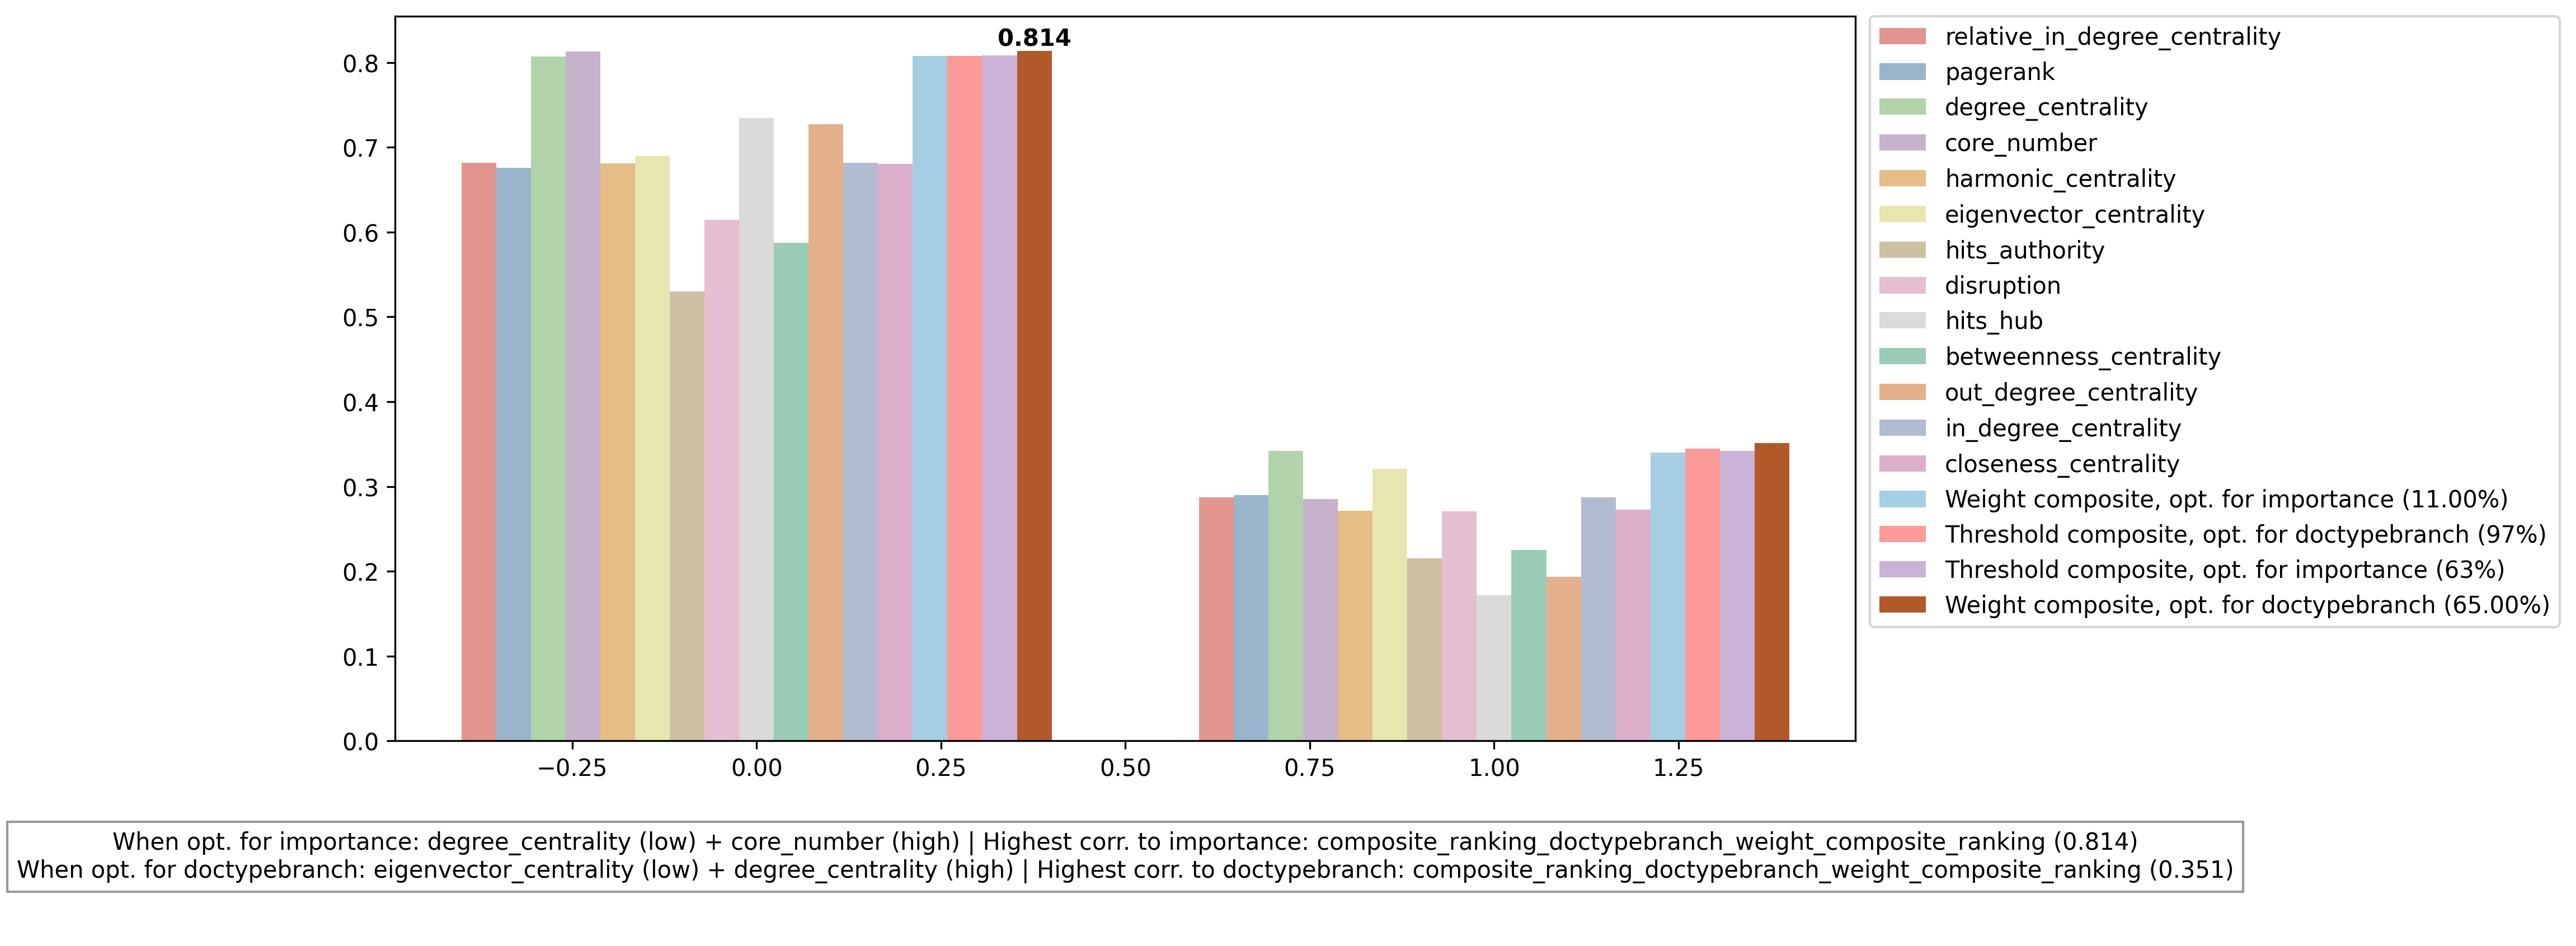 0.814
0.8
0.7
0.6
0.5
0.4
0.3
0.2
0.1
0.0
−0.25 0.00 0.25 0.50 0.75 1.00 1.25
relative_in_degree_centrality
pagerank
degree_centrality
core_number
harmonic_centrality
eigenvector_centrality
hits_authority
disruption
hits_hub
betweenness_centrality
out_degree_centrality
in_degree_centrality
closeness_centrality
Weight composite, opt. for importance (11.00%)
Threshold composite, opt. for doctypebranch (97%)
Threshold composite, opt. for importance (63%)
Weight composite, opt. for doctypebranch (65.00%)
When opt. for importance: degree_centrality (low) + core_number (high) | Highest corr. to importance: composite_ranking_doctypebranch_weight_composite_ranking (0.814)
When opt. for doctypebranch: eigenvector_centrality (low) + degree_centrality (high) | Highest corr. to doctypebranch: composite_ranking_doctypebranch_weight_composite_ranking (0.351)